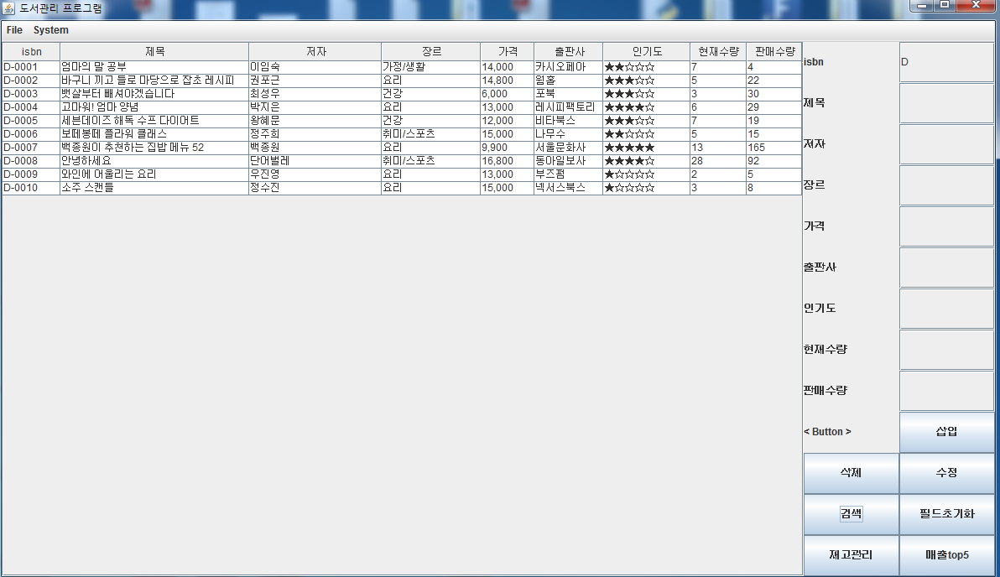 도서관리 프로그램
File System
isbn 제목 저자 장르 가격 출판사 인기도 현재수량 판매수량
D-0001 엄마의 말 공부 이임숙 가정/생활 14,000 카시오페아 ★★☆☆☆ 7 4
D-0002 바구니 끼고 들로 마당으로 잡초 레시피 권포근 요리 14,800 윌홀 ★★★☆☆ 5 22
D-0003 뱃살부터 빼셔야겠습니다 최성우 건강 6,000 포북 ★★★☆☆ 3 30
D-0004 고마워! 엄마 양념 박지은 요리 13,000 레시피팩토리 ★★★★☆ 6 29
D-0005 세븐데이즈 해독 수프 다이어트 왕혜문 건강 12,000 비타북스 ★★★☆☆ 7 19
D-0006 보떼봉떼 플라워 클래스 정주희 취미/스포츠 15,000 나무수 ★★☆☆☆ 5 15
D-0007 백종원이 추천하는 집밥 메뉴 52 백종원 요리 9,900 서울문화사 ★★★★★ 13 165
D-0008 안녕하세요 단어벌레 취미/스포츠 16,800 동아일보사 ★★★★☆ 28 92
D-0009 와인에 어울리는 요리 우진영 요리 13,000 부즈펌 ★☆☆☆☆ 2 5
D-0010 소주 스캔들 정수진 요리 15,000 넥서스북스 ★☆☆☆☆ 3 8
isbn D
제목
저자
장르
가격
출판사
인기도
현재수량
판매수량
< Button > 삽입
삭제 수정
검색 필드초기화
재고관리 매출top5